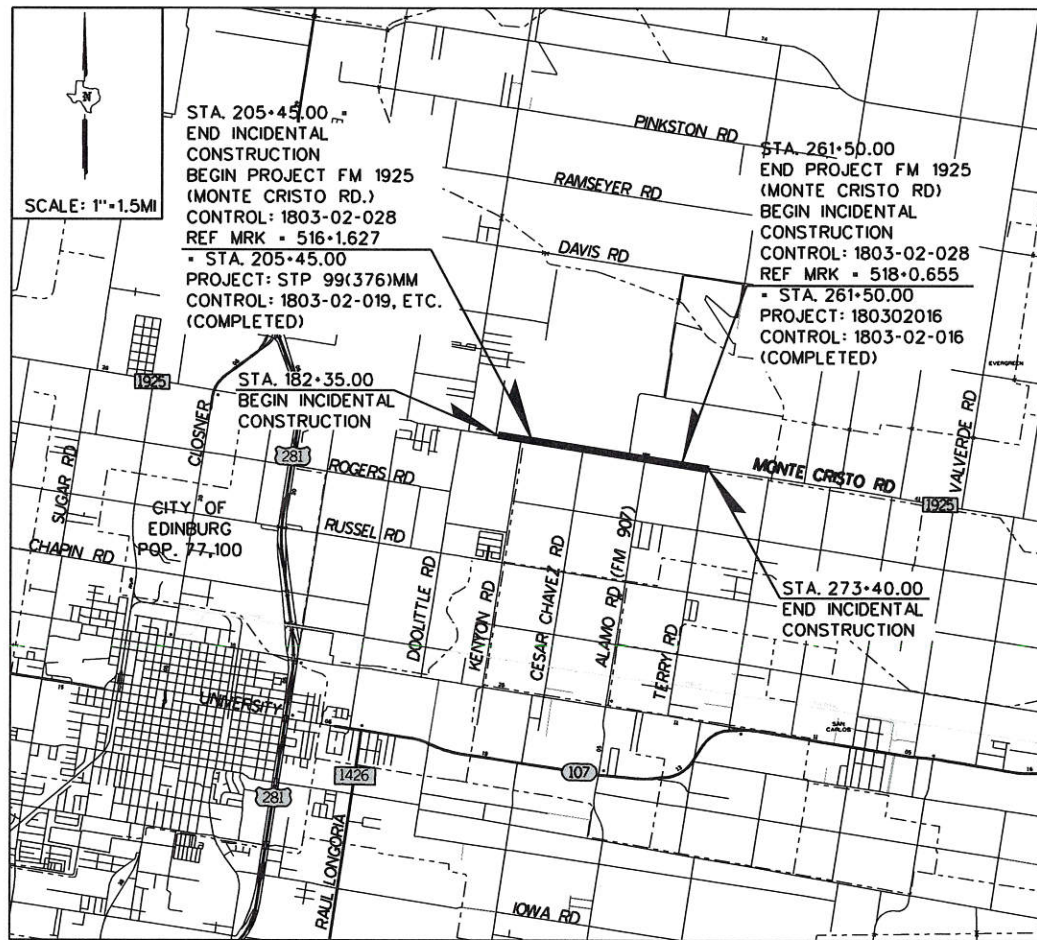 N
SCALE: 1"=1.5MI
STA. 205+45.00 =
END INCIDENTAL
CONSTRUCTION
BEGIN PROJECT FM 1925
(MONTE CRISTO RD.)
CONTROL: 1803-02-028
REF MRK = 516+1.627
= STA. 205+45.00
PROJECT: STP 99(376)MM
CONTROL: 1803-02-019, ETC.
(COMPLETED)
STA. 261+50.00
END PROJECT FM 1925
(MONTE CRISTO RD)
BEGIN INCIDENTAL
CONSTRUCTION
CONTROL: 1803-02-028
REF MRK = 518+0.655
= STA. 261+50.00
PROJECT: 180302016
CONTROL: 1803-02-016
(COMPLETED)
PINKSTON RD
RAMSEYER RD
DAVIS RD
EVERGREEN
STA. 182+35.00
BEGIN INCIDENTAL
CONSTRUCTION
1925
CLOSNER
281
SUGAR RD
ROGERS RD
RUSSEL RD
CITY OF
EDINBURG
POP. 77,100
CHAPIN RD
DOOLITTLE RD
KENYON RD
CESAR CHAVEZ RD
ALAMO RD (FM 907)
TERRY RD
MONTE CRISTO RD
VALVERDE RD
1925
STA. 273+40.00
END INCIDENTAL
CONSTRUCTION
UNIVERSITY
SAN
CARLOS
1426
107
281
RAUL LONGORIA
IOWA RD